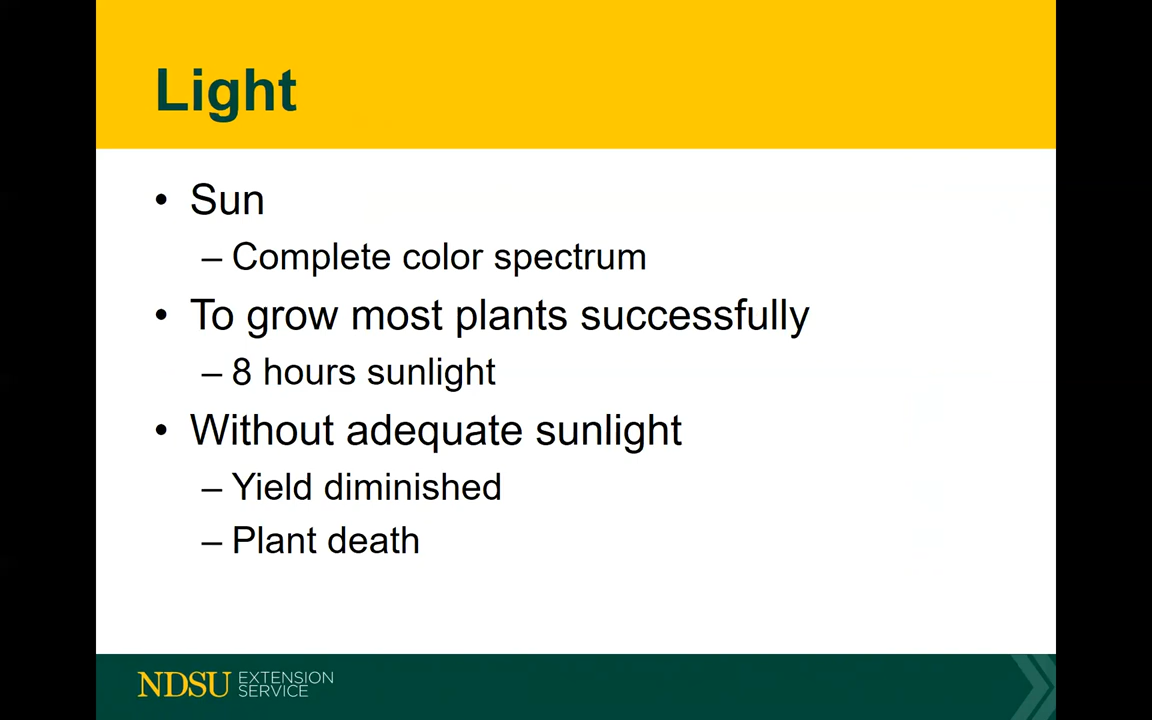 Light
• Sun
– Complete color spectrum
• To grow most plants successfully
– 8 hours sunlight
• Without adequate sunlight
– Yield diminished
– Plant death
NDSU EXTENSION
SERVICE